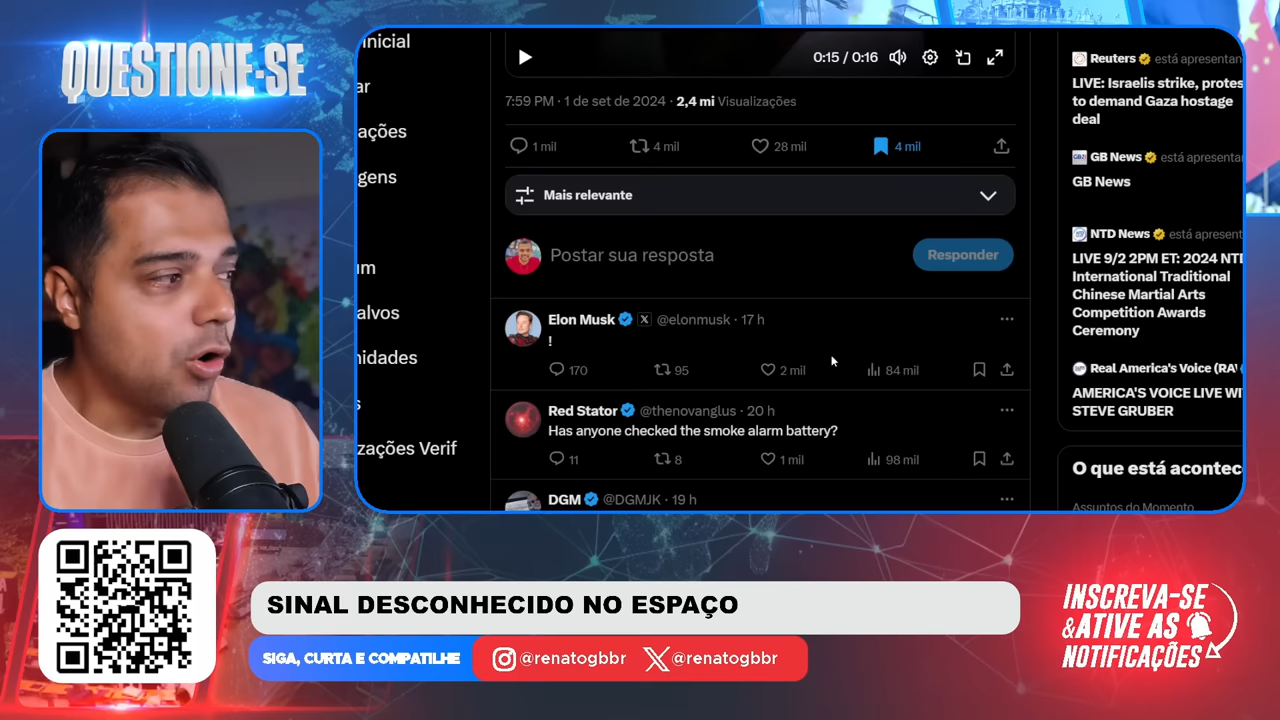 QUESTIONE-SE
inicial
ar
ações
gens
um
alvos
nidades
s
zações Verif
0:15 / 0:16
7:59 PM · 1 de set de 2024 · 2,4 mi Visualizações
1 mil
4 mil
28 mil
4 mil
Mais relevante
Postar sua resposta
Responder
Elon Musk @elonmusk · 17 h
!
170
95
2 mil
84 mil
Red Stator @thenovanglus · 20 h
Has anyone checked the smoke alarm battery?
11
8
1 mil
98 mil
DGM @DGMJK · 19 h
Reuters está apresentan
LIVE: Israelis strike, protes
to demand Gaza hostage
deal
GB News está apresenta
GB News
NTD News está apresent
LIVE 9/2 2PM ET: 2024 NTD
International Traditional
Chinese Martial Arts
Competition Awards
Ceremony
Real America's Voice (RAV
AMERICA'S VOICE LIVE WI
STEVE GRUBER
O que está acontec
Assuntos do Momento
SINAL DESCONHECIDO NO ESPAÇO
SIGA, CURTA E COMPATILHE
@renatogbbr
@renatogbbr
INSCREVA-SE
&ATIVE AS
NOTIFICAÇÕES